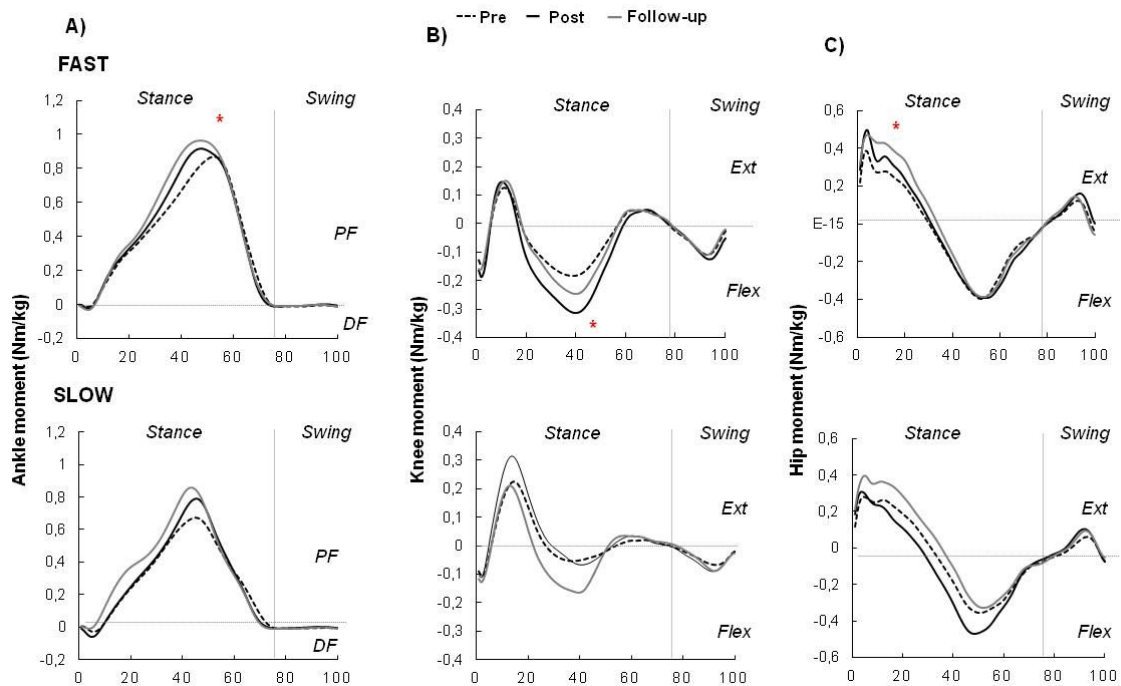 Pre Post Follow-up
A)
B)
C)
FAST
Stance Swing
1,2
1
0,8
0,6
0,4
0,2
0
-0,2
*
PF
DF
0 20 40 60 80 100
Stance Swing
0,4
0,3
0,2
0,1
0
-0,1
-0,2
-0,3
-0,4
Ext
Flex
*
0 20 40 60 80 100
Stance Swing
0,6
0,4
0,2
E-15
-0,2
-0,4
-0,6
*
Ext
Flex
0 20 40 60 80 100
Ankle moment (Nm/kg)
Knee moment (Nm/kg)
Hip moment (Nm/kg)
SLOW
Stance Swing
1,2
1
0,8
0,6
0,4
0,2
0
-0,2
PF
DF
0 20 40 60 80 100
Stance Swing
0,4
0,3
0,2
0,1
0
-0,1
-0,2
-0,3
-0,4
Ext
Flex
0 20 40 60 80 100
Stance Swing
0,6
0,4
0,2
0
-0,2
-0,4
-0,6
Ext
Flex
0 20 40 60 80 100